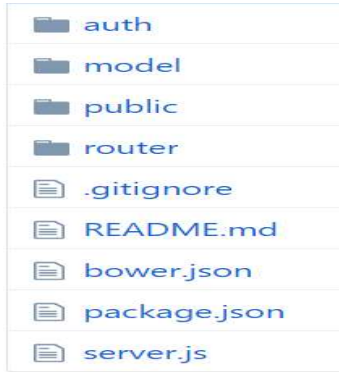 auth
model
public
router
.gitignore
README.md
bower.json
package.json
server.js